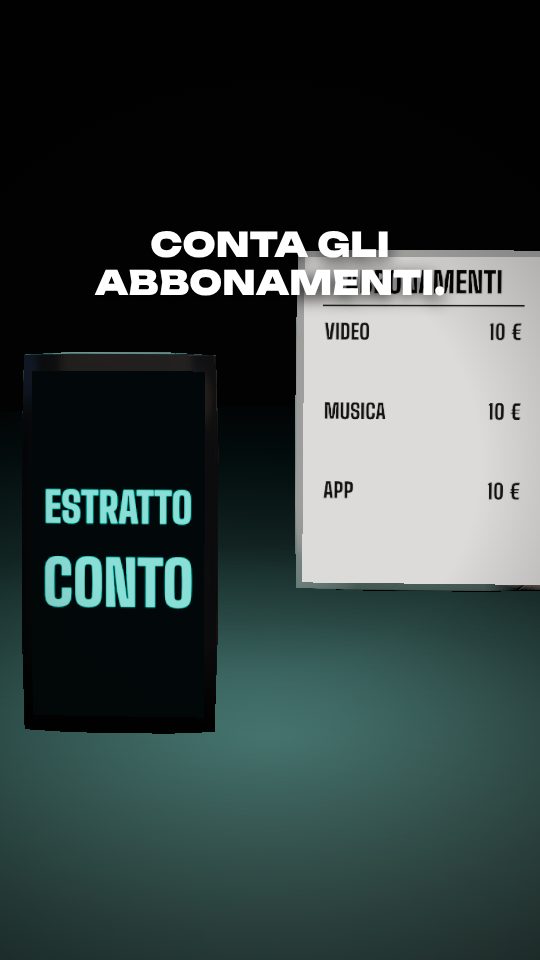 CONTA GLI
ABBONAMENTI.
VIDEO 10 €
MUSICA 10 €
APP 10 €
ESTRATTO
CONTO